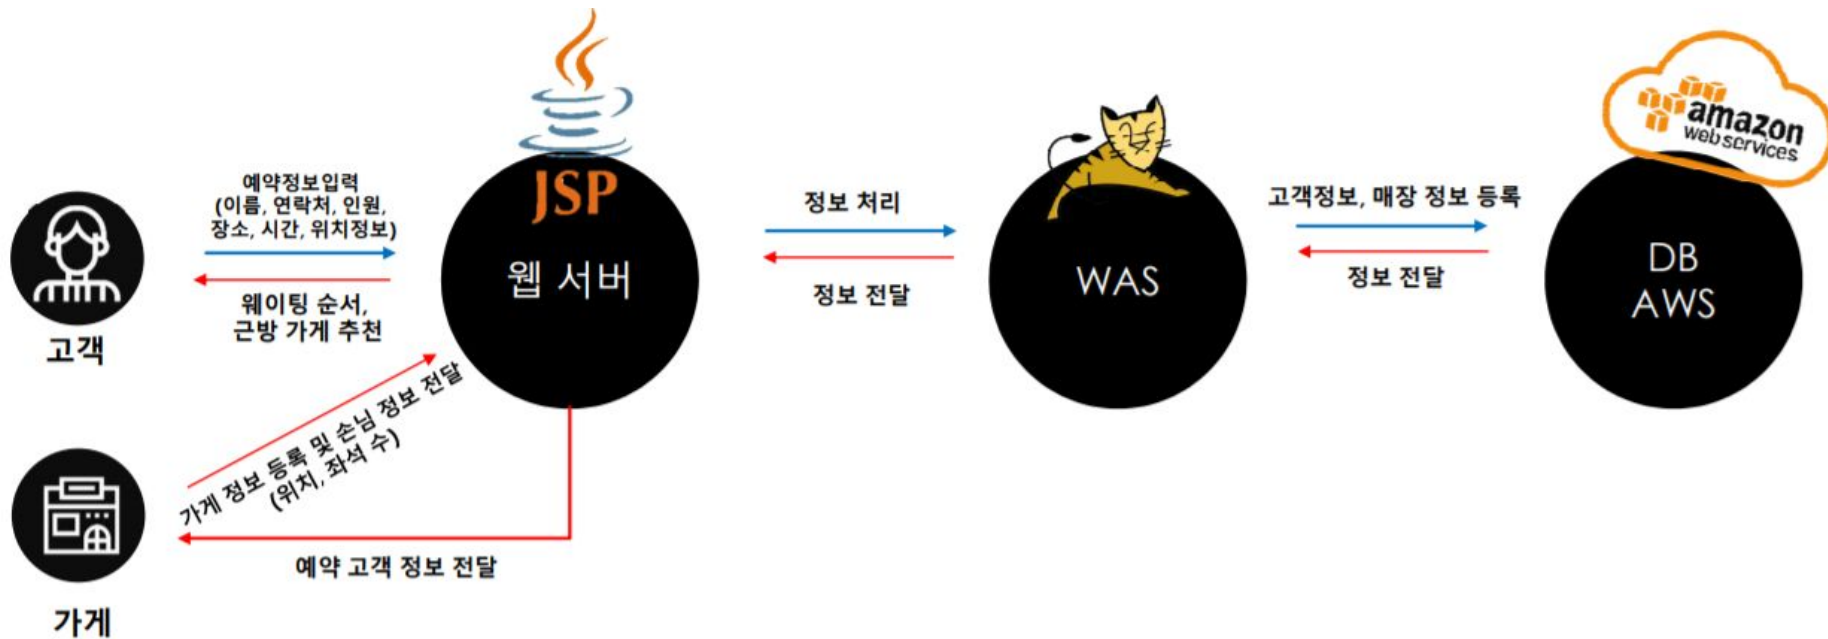 예약정보입력
(이름, 연락처, 인원,
장소, 시간, 위치정보)
웨이팅 순서,
근방 가게 추천
고객
JSP
웹 서버
정보 처리
정보 전달
WAS
고객정보, 매장 정보 등록
정보 전달
amazon
web services
DB
AWS
가게 정보 등록 및 손님 정보 전달
(위치, 좌석 수)
예약 고객 정보 전달
가게